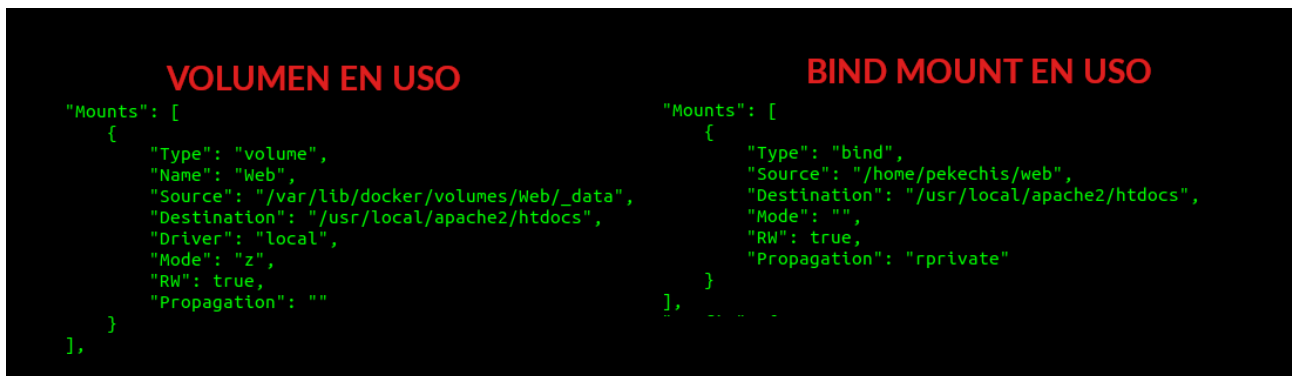 VOLUMEN EN USO
"Mounts": [
{
"Type": "volume",
"Name": "Web",
"Source": "/var/lib/docker/volumes/Web/_data",
"Destination": "/usr/local/apache2/htdocs",
"Driver": "local",
"Mode": "z",
"RW": true,
"Propagation": ""
}
],
BIND MOUNT EN USO
"Mounts": [
{
"Type": "bind",
"Source": "/home/pekechis/web",
"Destination": "/usr/local/apache2/htdocs",
"Mode": "",
"RW": true,
"Propagation": "rprivate"
}
],